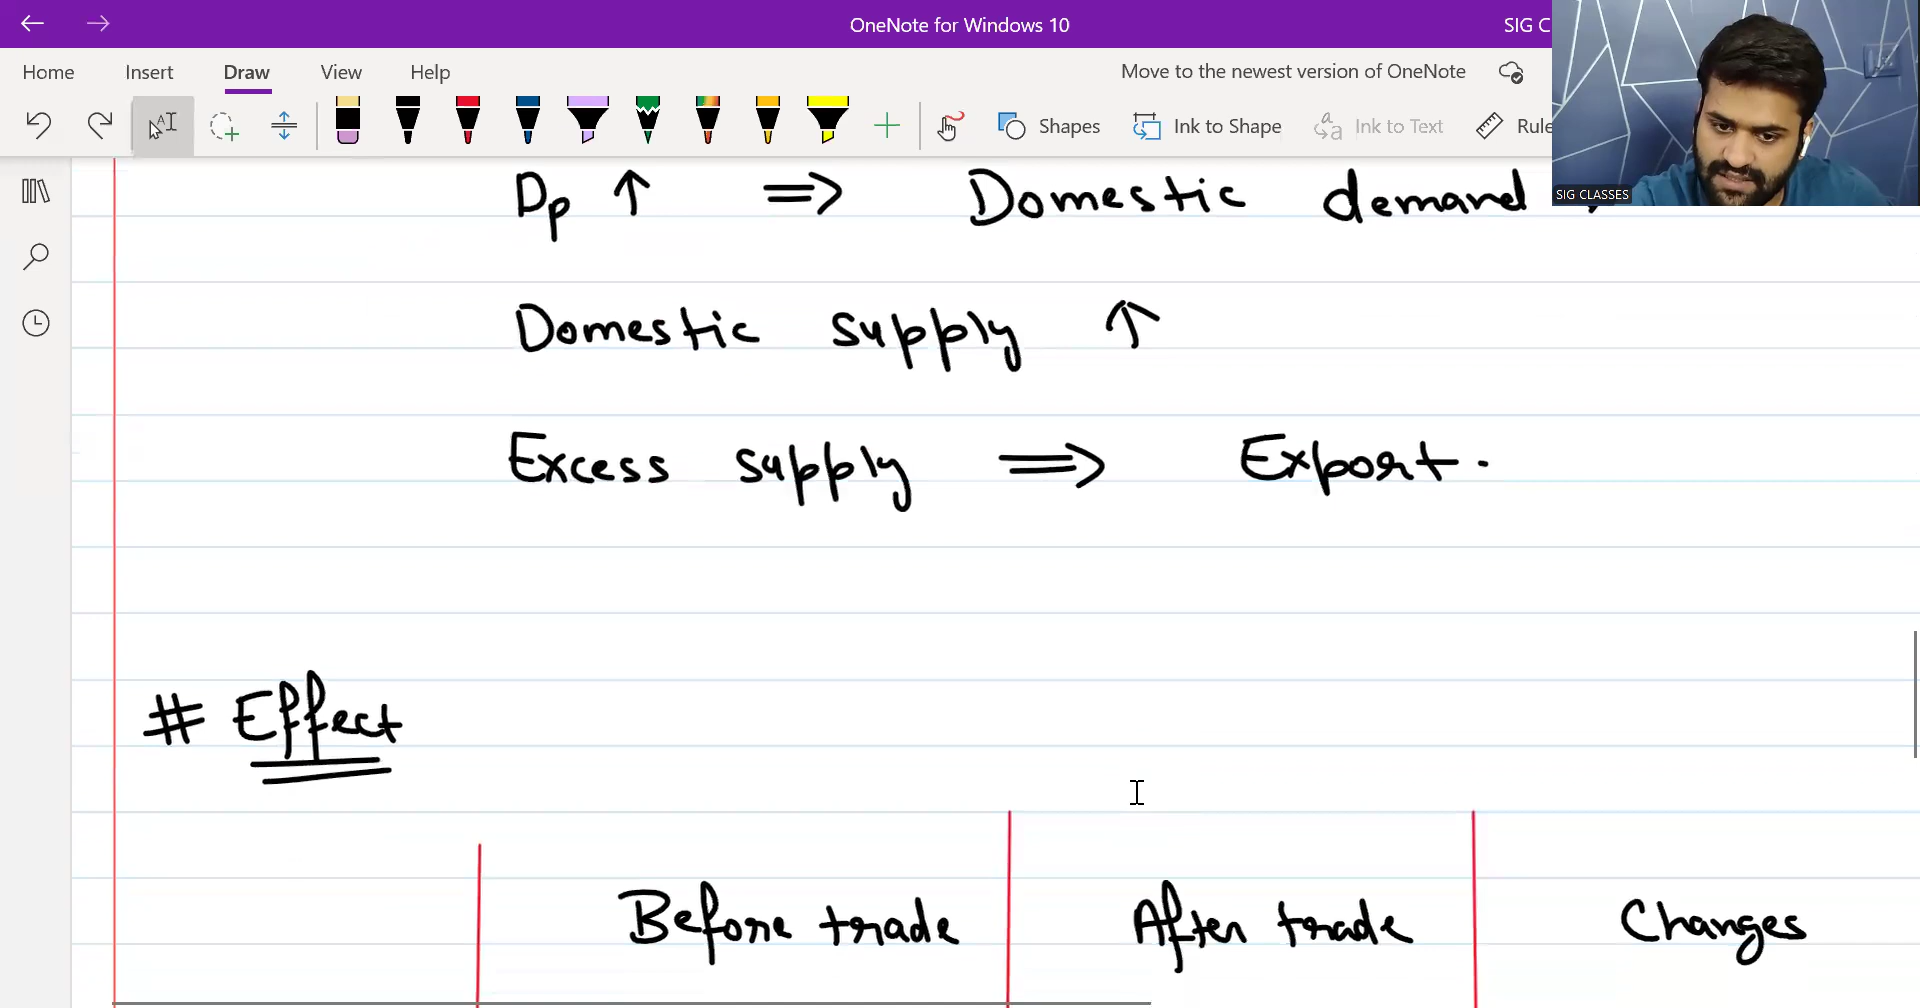 OneNote for Windows 10
SIG C
Home Insert Draw View Help
Move to the newest version of OneNote
Shapes Ink to Shape Ink to Text Rule
SIG CLASSES
Dp ↑ ⇒ Domestic demand
Domestic supply ↑
Excess supply ⇒ Export.
# Effect
Before trade After trade Changes